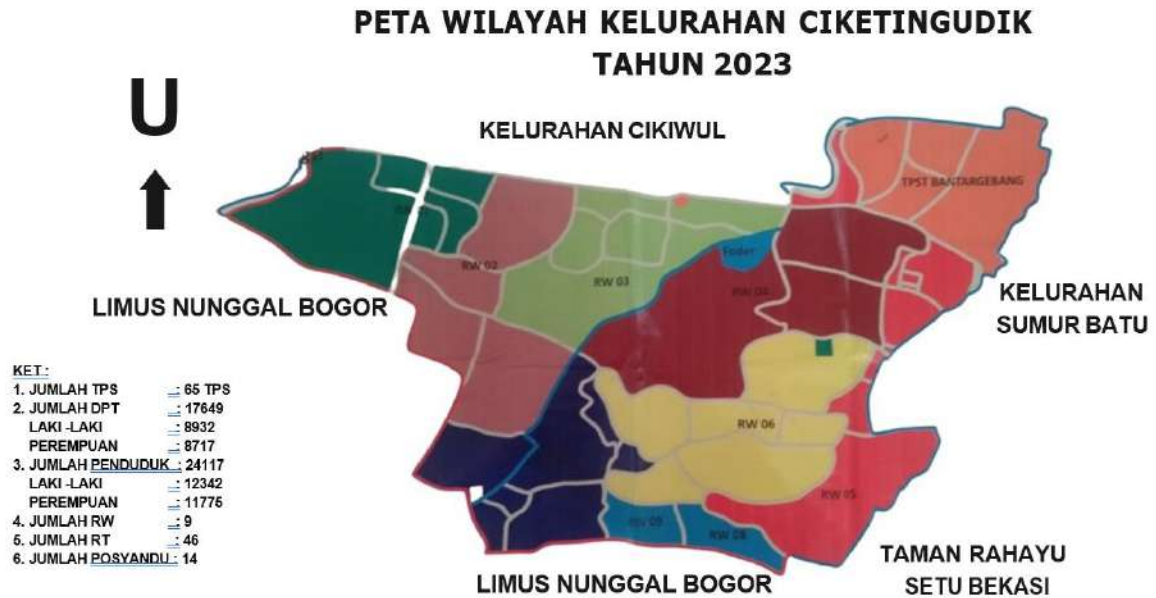 PETA WILAYAH KELURAHAN CIKETINGUDIK
TAHUN 2023
U
KELURAHAN CIKIWUL
TPST BANTARGEBANG
Foder
RW 02
RW 03
RW 04
LIMUS NUNGGAL BOGOR
KELURAHAN
SUMUR BATU
RW 06
RW 05
RW 09
RW 08
KET :
1. JUMLAH TPS : 65 TPS
2. JUMLAH DPT : 17649
LAKI -LAKI : 8932
PEREMPUAN : 8717
3. JUMLAH PENDUDUK : 24117
LAKI -LAKI : 12342
PEREMPUAN : 11775
4. JUMLAH RW : 9
5. JUMLAH RT : 46
6. JUMLAH POSYANDU : 14
LIMUS NUNGGAL BOGOR
TAMAN RAHAYU
SETU BEKASI